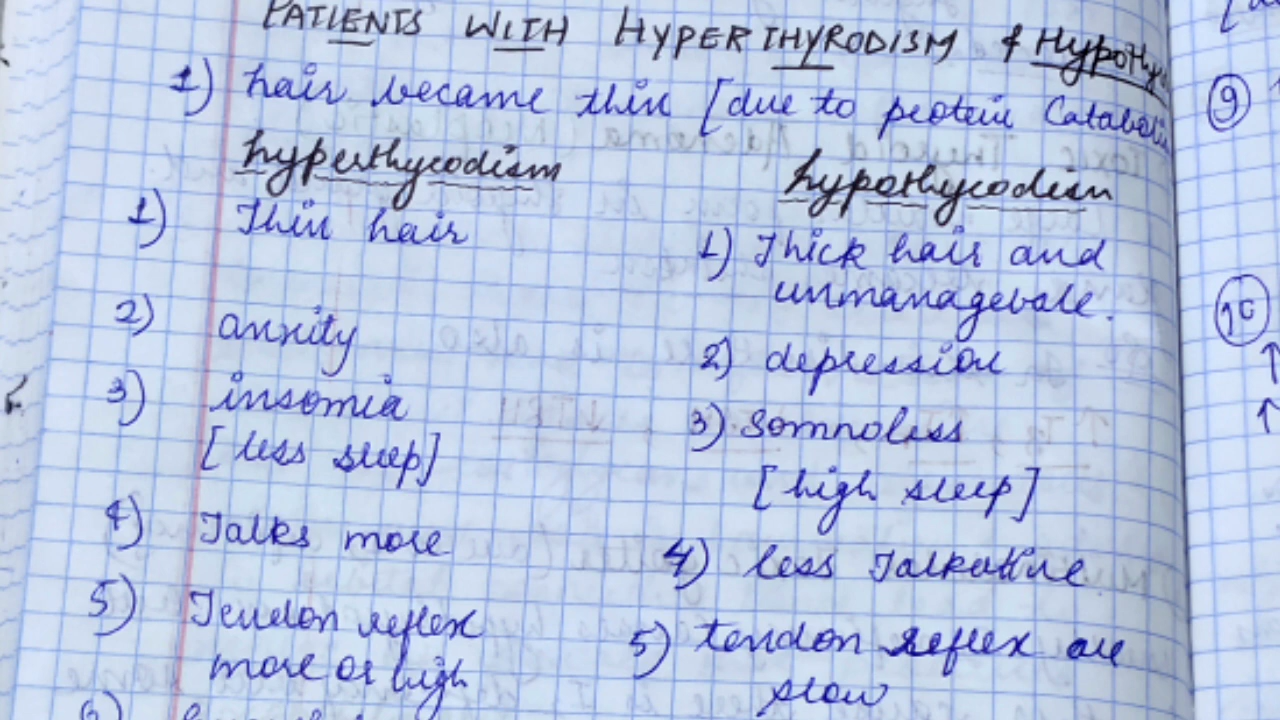 PATIENTS WITH HYPERTHYRODISM & Hypothy
1) hair became thin [due to protein Catabolis
hyperthyrodism hypothyrodism
1) Thin hair
1) Thick hair and
unmanagebale.
2) anxity
2) depression
3) insomia
[less sleep]
3) Somnoless
[high sleep]
4) Talks more
4) less Talkative
5) Tendon reflex
more or high
5) tendon reflex are
slow
6)
9
10
↑
↑